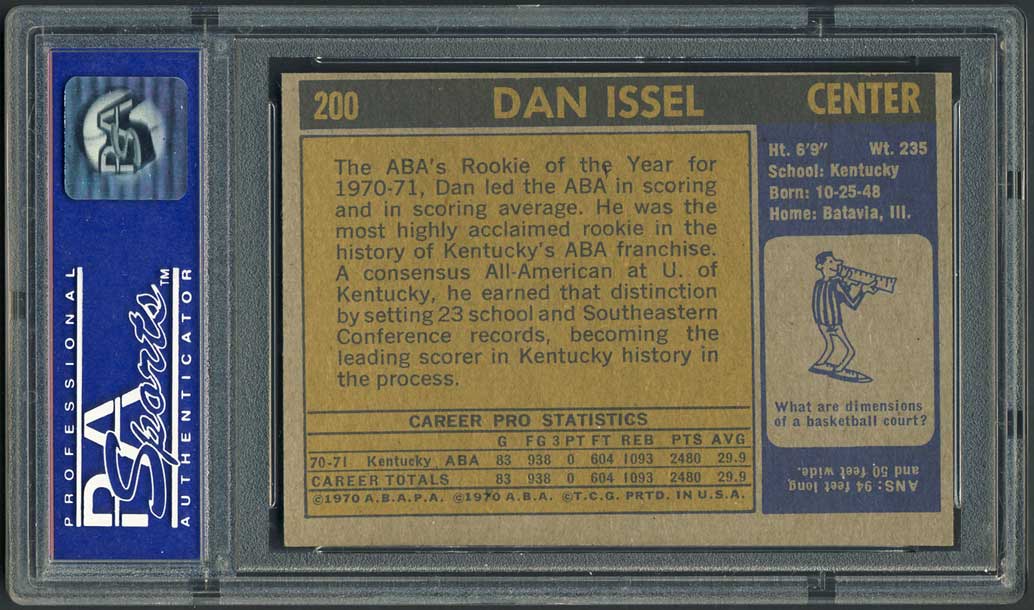 PSA
PROFESSIONAL
PSA Sports™
AUTHENTICATOR
200 DAN ISSEL CENTER
The ABA's Rookie of the Year for
1970-71, Dan led the ABA in scoring
and in scoring average. He was the
most highly acclaimed rookie in the
history of Kentucky's ABA franchise.
A consensus All-American at U. of
Kentucky, he earned that distinction
by setting 23 school and Southeastern
Conference records, becoming the
leading scorer in Kentucky history in
the process.
CAREER PRO STATISTICS
G FG 3PT FT REB PTS AVG
70-71 Kentucky ABA 83 938 0 604 1093 2480 29.9
CAREER TOTALS 83 938 0 604 1093 2480 29.9
©1970 A.B.A.P.A. ©1970 A.B.A. ©T.C.G. PRTD. IN U.S.A.
Ht. 6'9" Wt. 235
School: Kentucky
Born: 10-25-48
Home: Batavia, Ill.
What are dimensions
of a basketball court?
ANS: 94 feet long
and 50 feet wide.